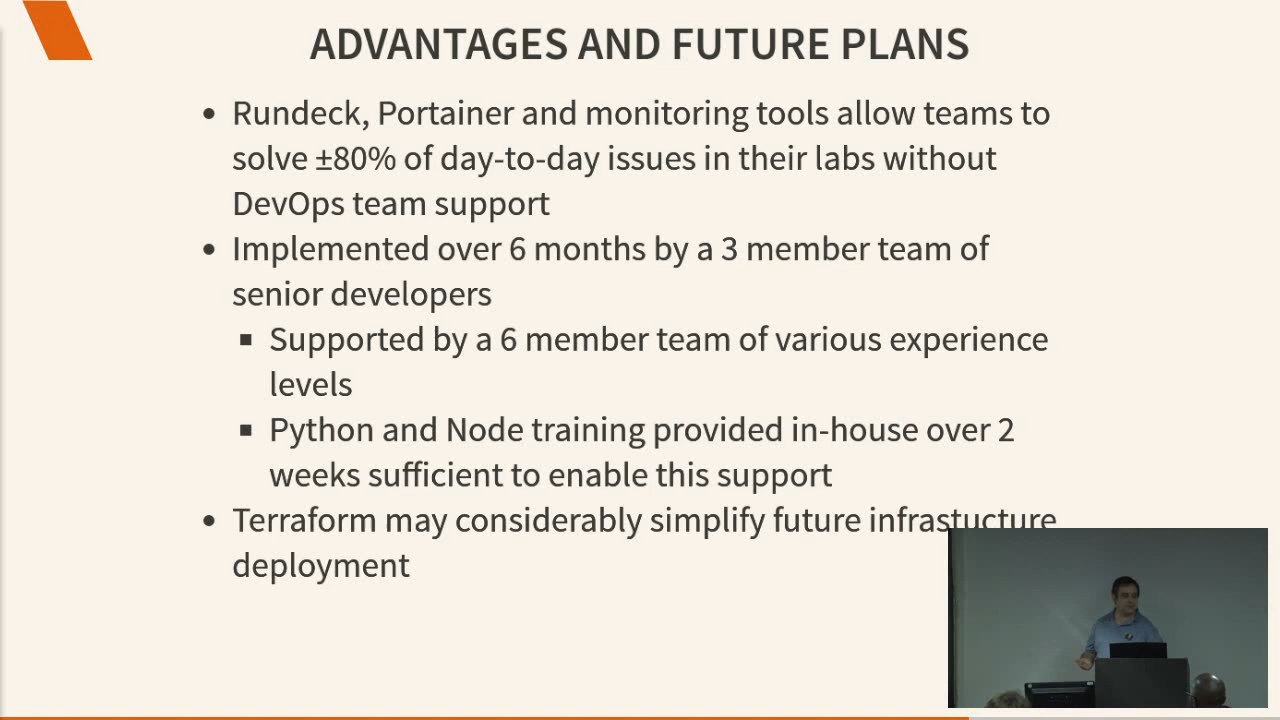 ADVANTAGES AND FUTURE PLANS
• Rundeck, Portainer and monitoring tools allow teams to
solve ±80% of day-to-day issues in their labs without
DevOps team support
• Implemented over 6 months by a 3 member team of
senior developers
▪ Supported by a 6 member team of various experience
levels
▪ Python and Node training provided in-house over 2
weeks sufficient to enable this support
• Terraform may considerably simplify future infrastucture
deployment